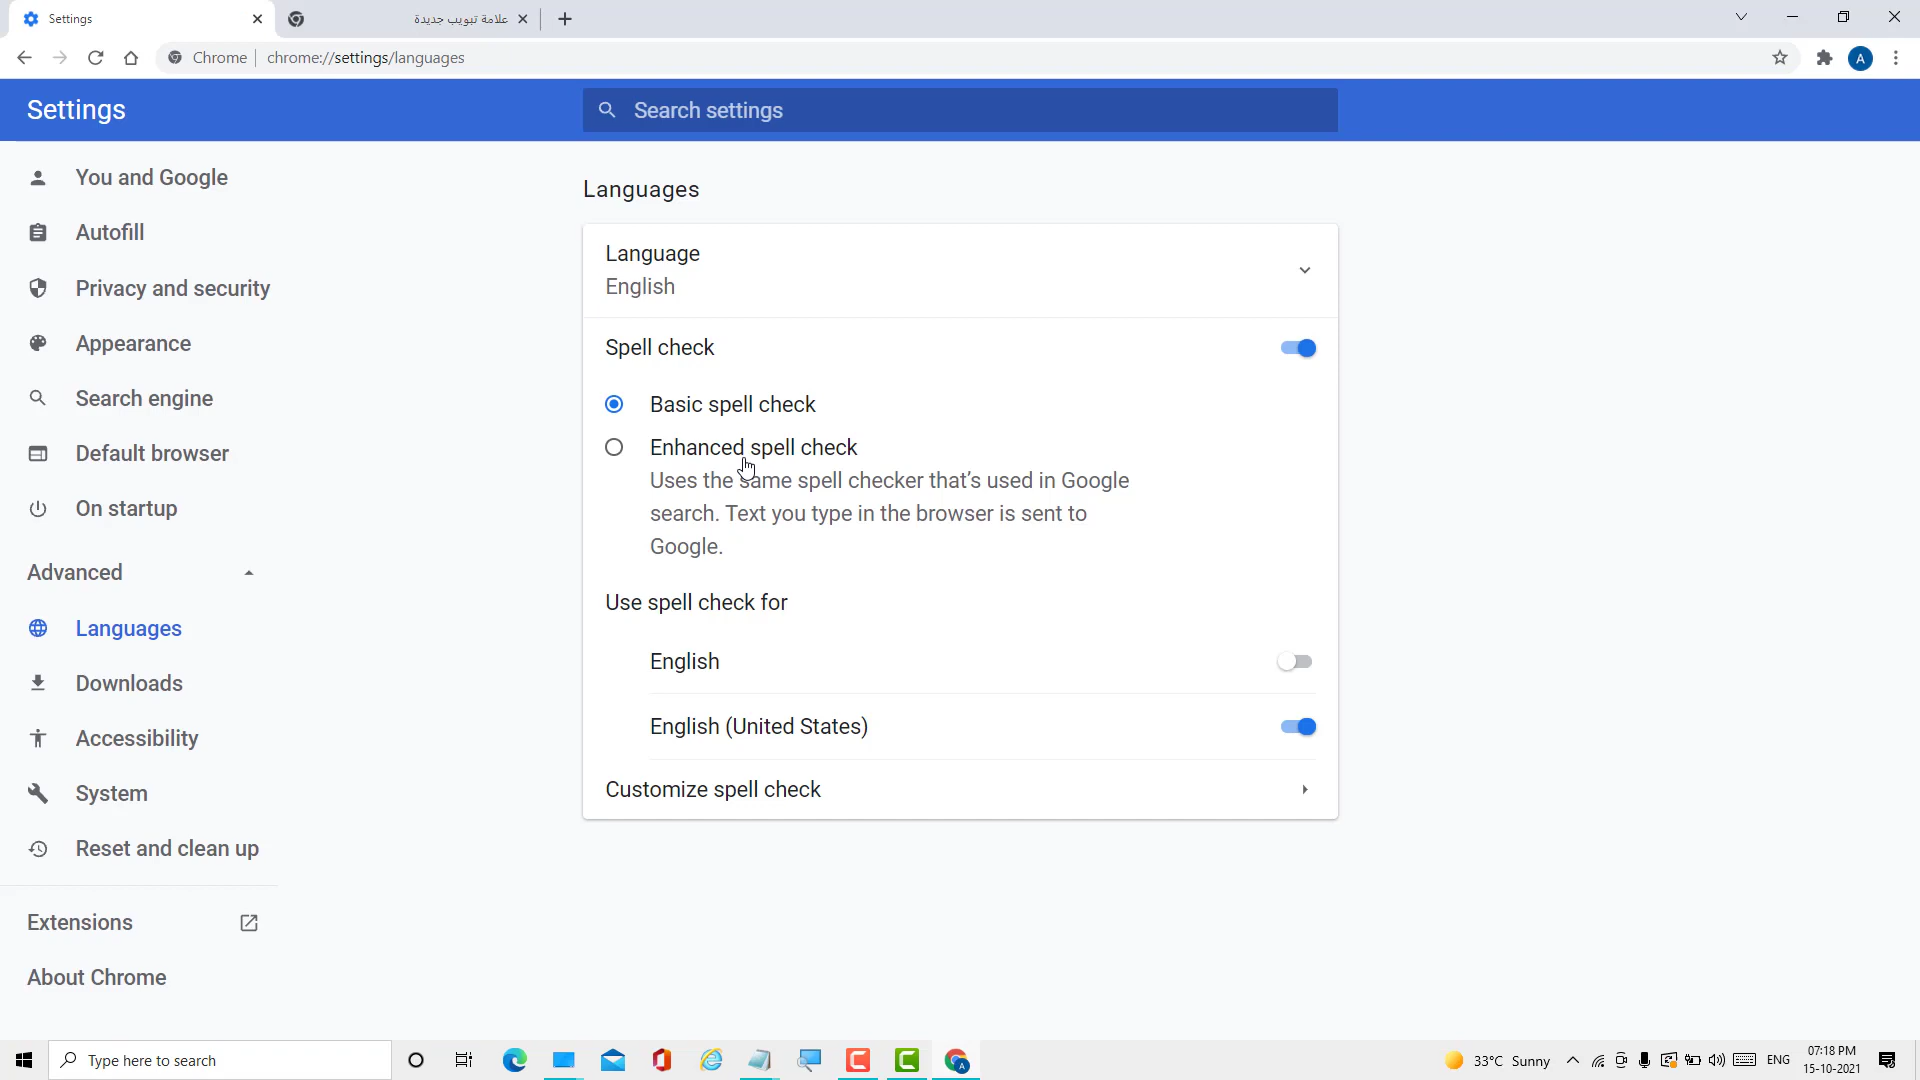 Settings
علامة تبويب جديدة
Chrome
chrome://settings/languages
A
Settings
Search settings
You and Google
Autofill
Privacy and security
Appearance
Search engine
Default browser
On startup
Advanced
Languages
Downloads
Accessibility
System
Reset and clean up
Extensions
About Chrome
Languages
Language
English
Spell check
Basic spell check
Enhanced spell check
Uses the same spell checker that’s used in Google
search. Text you type in the browser is sent to
Google.
Use spell check for
English
English (United States)
Customize spell check
Type here to search
33°C Sunny
ENG
07:18 PM
15-10-2021